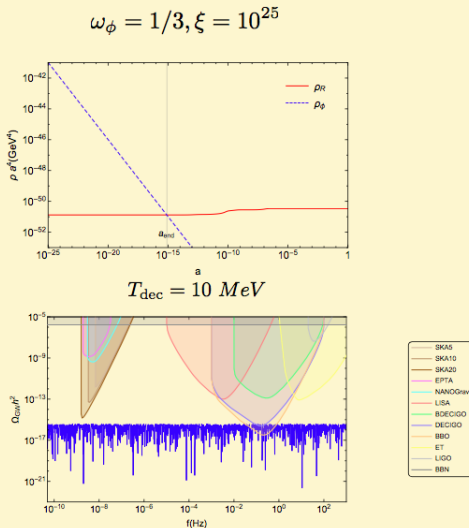 ω_ϕ = 1/3, ξ = 10^25
ρ a^4(GeV^4)
10^-42
10^-44
10^-46
10^-48
10^-50
10^-52
ρ_R
ρ_ϕ
a_end
10^-25 10^-20 10^-15 10^-10 10^-5 1
a
T_dec = 10 MeV
Ω_GW h^2
10^-5
10^-9
10^-13
10^-17
10^-21
10^-10 10^-8 10^-6 10^-4 10^-2 10^0 10^2
f(Hz)
SKA5
SKA10
SKA20
EPTA
NANOGrav
LISA
BDECIGO
DECIGO
BBO
ET
LIGO
BBN